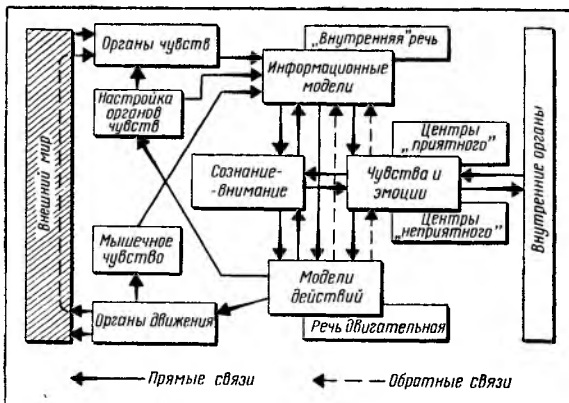 Внешний мир
Органы чувств
Настройка
органов
чувств
Мышечное
чувство
Органы движения
„Внутренняя" речь
Информационные
модели
Сознание-
-внимание
Центры
„приятного"
Чувства и
эмоции
Центры
„неприятного"
Модели
действий
Речь двигательная
Внутренние органы
Прямые связи
Обратные связи